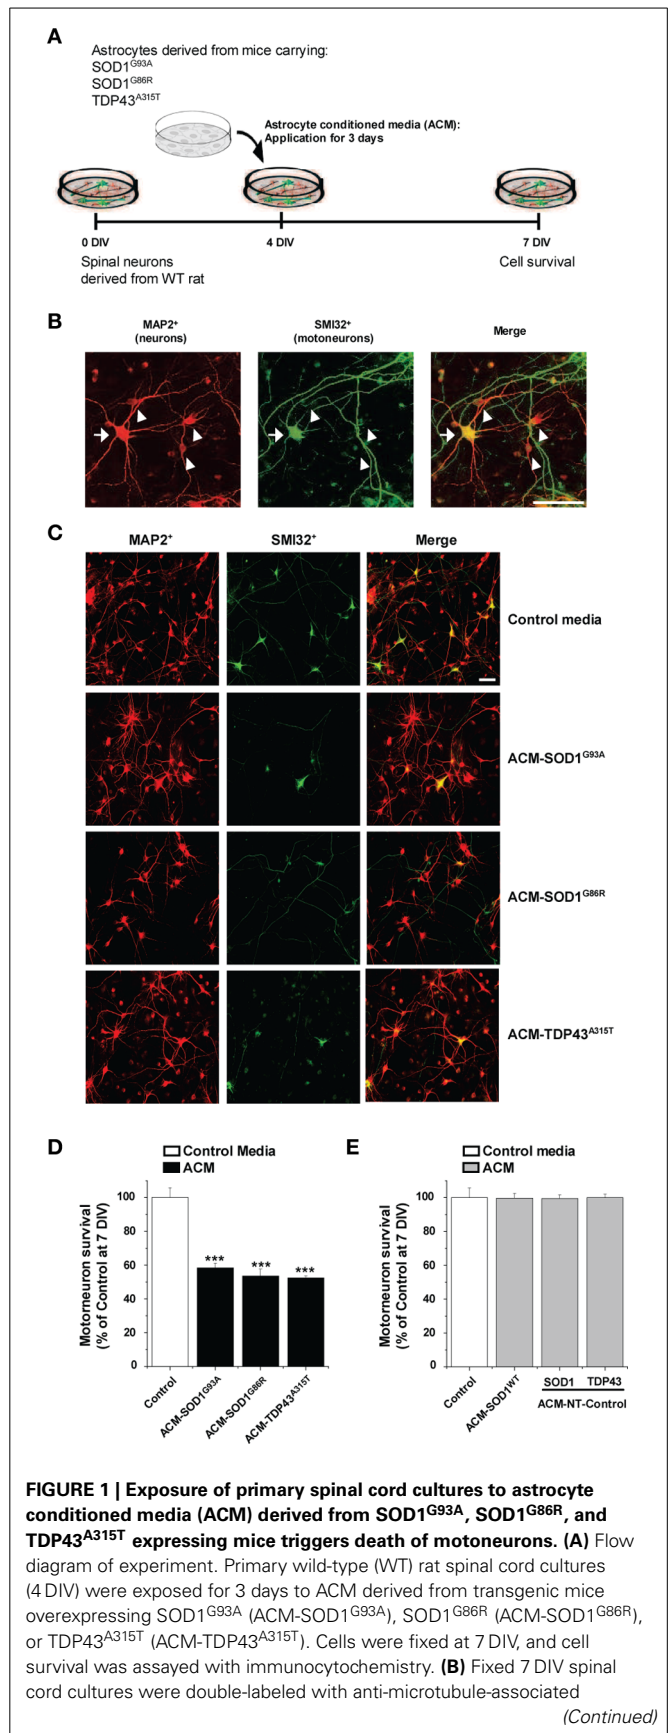 A
Astrocytes derived from mice carrying:
SOD1G93A
SOD1G86R
TDP43A315T
Astrocyte conditioned media (ACM):
Application for 3 days
0 DIV
4 DIV
7 DIV
Spinal neurons
derived from WT rat
Cell survival
B
MAP2+
(neurons)
SMI32+
(motoneurons)
Merge
C
MAP2+
SMI32+
Merge
Control media
ACM-SOD1G93A
ACM-SOD1G86R
ACM-TDP43A315T
D
Control Media
ACM
Motorneuron survival
(% of Control at 7 DIV)
100
80
60
40
20
0
***
***
***
Control
ACM-SOD1G93A
ACM-SOD1G86R
ACM-TDP43A315T
E
Control media
ACM
Motorneuron survival
(% of Control at 7 DIV)
100
80
60
40
20
0
Control
ACM-SOD1WT
SOD1
TDP43
ACM-NT-Control
FIGURE 1 | Exposure of primary spinal cord cultures to astrocyte
conditioned media (ACM) derived from SOD1G93A, SOD1G86R, and
TDP43A315T expressing mice triggers death of motoneurons. (A) Flow
diagram of experiment. Primary wild-type (WT) rat spinal cord cultures
(4 DIV) were exposed for 3 days to ACM derived from transgenic mice
overexpressing SOD1G93A (ACM-SOD1G93A), SOD1G86R (ACM-SOD1G86R),
or TDP43A315T (ACM-TDP43A315T). Cells were fixed at 7 DIV, and cell
survival was assayed with immunocytochemistry. (B) Fixed 7 DIV spinal
cord cultures were double-labeled with anti-microtubule-associated
(Continued)